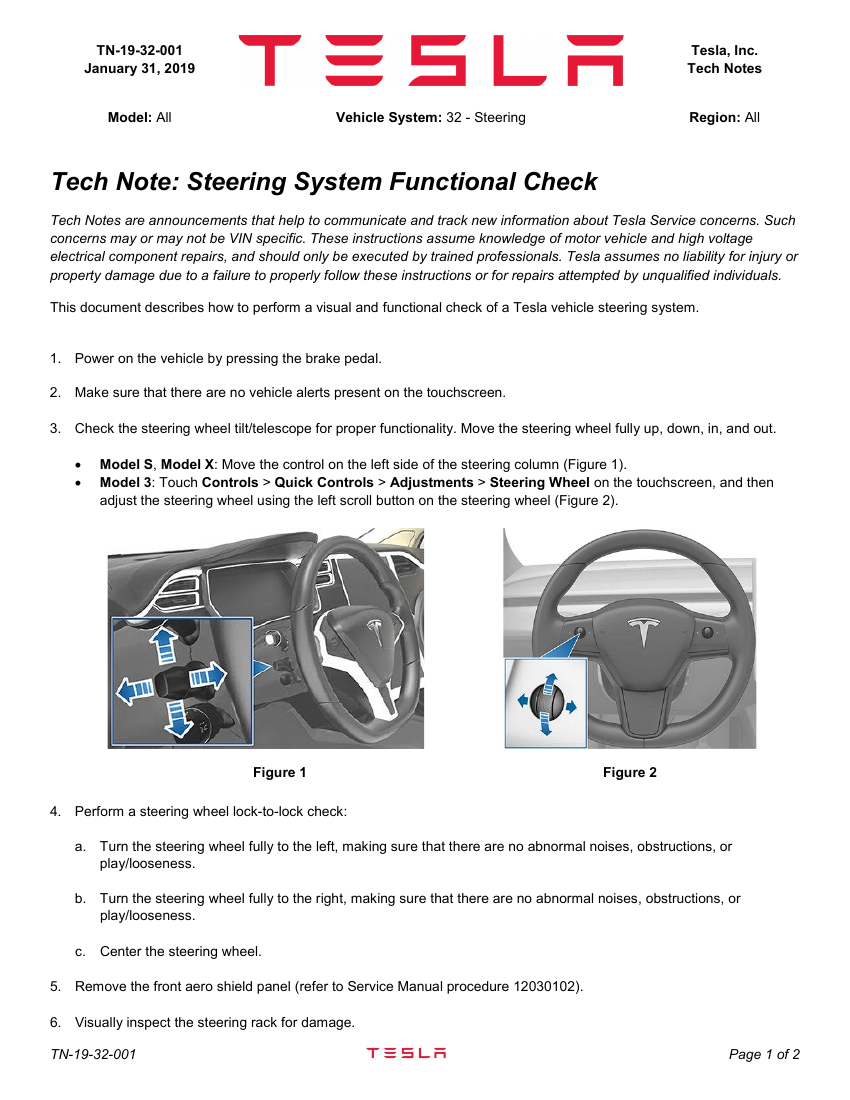 TN-19-32-001
January 31, 2019
TESLA
Tesla, Inc.
Tech Notes
Model: All
Vehicle System: 32 - Steering
Region: All
Tech Note: Steering System Functional Check
Tech Notes are announcements that help to communicate and track new information about Tesla Service concerns. Such
concerns may or may not be VIN specific. These instructions assume knowledge of motor vehicle and high voltage
electrical component repairs, and should only be executed by trained professionals. Tesla assumes no liability for injury or
property damage due to a failure to properly follow these instructions or for repairs attempted by unqualified individuals.
This document describes how to perform a visual and functional check of a Tesla vehicle steering system.
1. Power on the vehicle by pressing the brake pedal.
2. Make sure that there are no vehicle alerts present on the touchscreen.
3. Check the steering wheel tilt/telescope for proper functionality. Move the steering wheel fully up, down, in, and out.
• Model S, Model X: Move the control on the left side of the steering column (Figure 1).
• Model 3: Touch Controls > Quick Controls > Adjustments > Steering Wheel on the touchscreen, and then
adjust the steering wheel using the left scroll button on the steering wheel (Figure 2).
Figure 1
Figure 2
4. Perform a steering wheel lock-to-lock check:
a. Turn the steering wheel fully to the left, making sure that there are no abnormal noises, obstructions, or
play/looseness.
b. Turn the steering wheel fully to the right, making sure that there are no abnormal noises, obstructions, or
play/looseness.
c. Center the steering wheel.
5. Remove the front aero shield panel (refer to Service Manual procedure 12030102).
6. Visually inspect the steering rack for damage.
TN-19-32-001
TESLA
Page 1 of 2